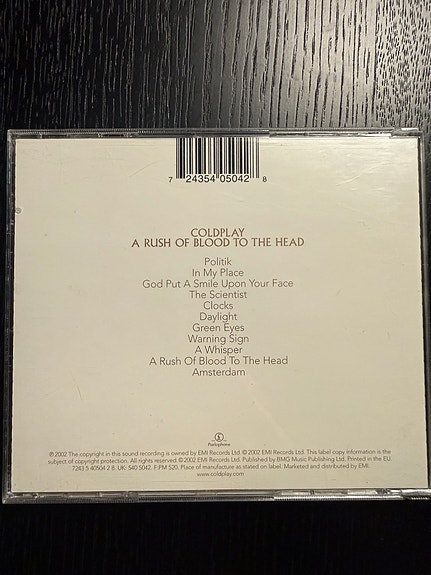 7 24354 05042 8
COLDPLAY
A RUSH OF BLOOD TO THE HEAD
Politik
In My Place
God Put A Smile Upon Your Face
The Scientist
Clocks
Daylight
Green Eyes
Warning Sign
A Whisper
A Rush Of Blood To The Head
Amsterdam
Parlophone
℗ 2002 The copyright in this sound recording is owned by EMI Records Ltd. © 2002 EMI Records Ltd. This label copy information is the
subject of copyright protection. All rights reserved. © 2002 EMI Records Ltd. Published by BMG Music Publishing Ltd. Printed in the EU.
7243 5 40504 2 8. UK: 540 5042. F:PM 520. Place of manufacture as stated on label. Marketed and distributed by EMI.
www.coldplay.com